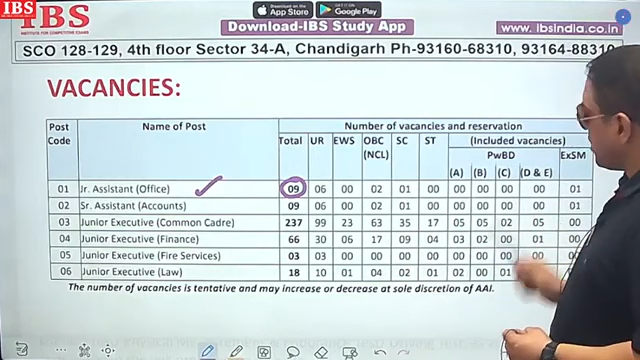 IBS
IBS
INSTITUTE FOR COMPETITIVE EXAMS
Download on the
App Store
GET IT ON
Google Play
Download-IBS Study App
www.ibsindia.co.in
SCO 128-129, 4th floor Sector 34-A, Chandigarh Ph-93160-68310, 93164-88310
VACANCIES:
Post Code Name of Post Number of vacancies and reservation
Total UR EWS OBC (NCL) SC ST (Included vacancies)
PwBD ExSM
(A) (B) (C) (D & E)
01 Jr. Assistant (Office) 09 06 00 02 01 00 00 00 00 00 01
02 Sr. Assistant (Accounts) 09 06 00 02 01 00 00 00 00 00 01
03 Junior Executive (Common Cadre) 237 99 23 63 35 17 05 05 02 05 00
04 Junior Executive (Finance) 66 30 06 17 09 04 03 02 00 01 00
05 Junior Executive (Fire Services) 03 03 00 00 00 00 00 00 00 00
06 Junior Executive (Law) 18 10 01 04 02 01 02 00 01
The number of vacancies is tentative and may increase or decrease at sole discretion of AAI.